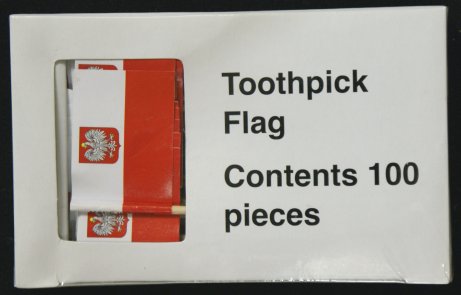 Toothpick
Flag
Contents 100
pieces